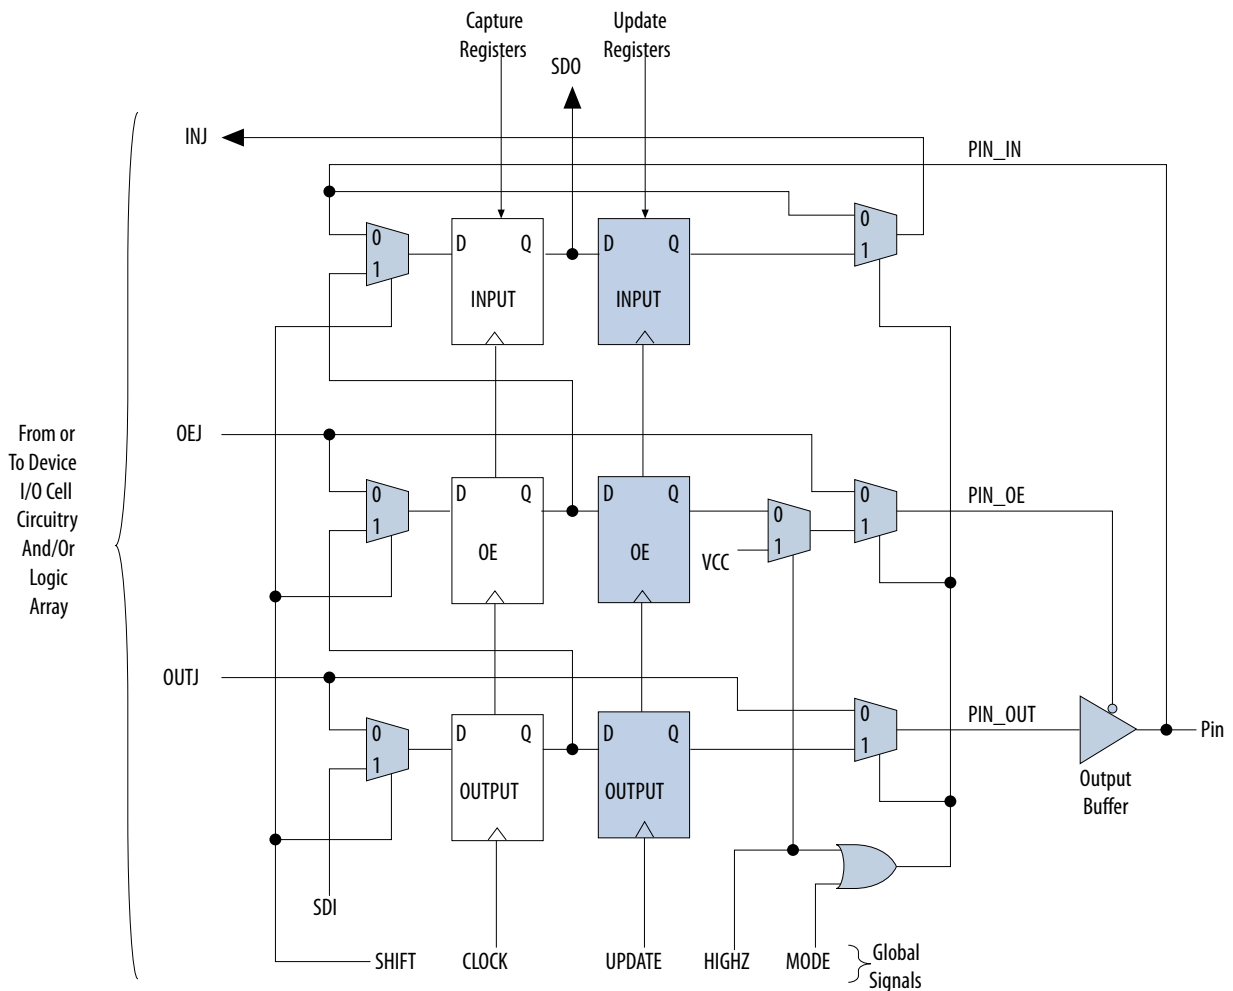 Capture
Registers
Update
Registers
SDO
INJ
PIN_IN
0
1
D Q
INPUT
D Q
INPUT
0
1
From or
To Device
I/O Cell
Circuitry
And/Or
Logic
Array
OEJ
0
1
D Q
OE
D Q
OE
0
1
VCC
0
1
PIN_OE
OUTJ
0
1
D Q
OUTPUT
D Q
OUTPUT
0
1
PIN_OUT
Pin
Output
Buffer
SDI
SHIFT
CLOCK
UPDATE
HIGHZ
MODE
Global
Signals